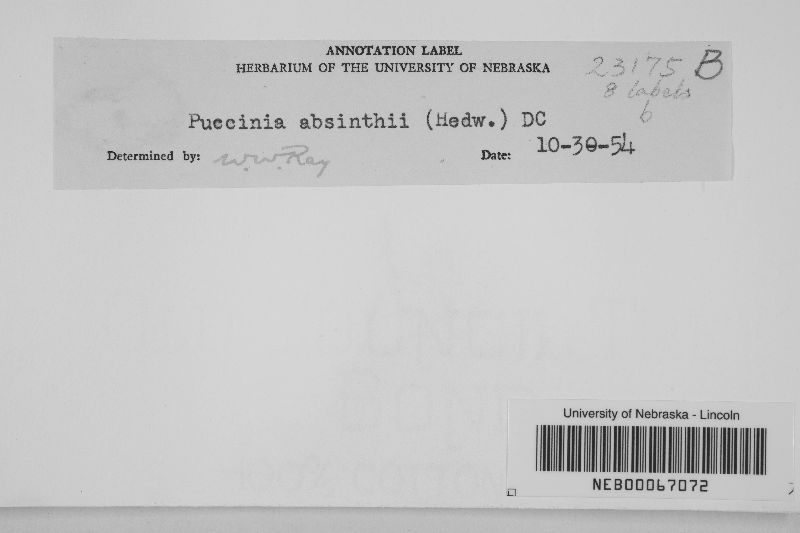 ANNOTATION LABEL
HERBARIUM OF THE UNIVERSITY OF NEBRASKA
23175 B
8 labels
b
Puccinia absinthii (Hedw.) DC
Determined by: W.W. Ray
Date: 10-30-54
University of Nebraska - Lincoln
NEB00067072